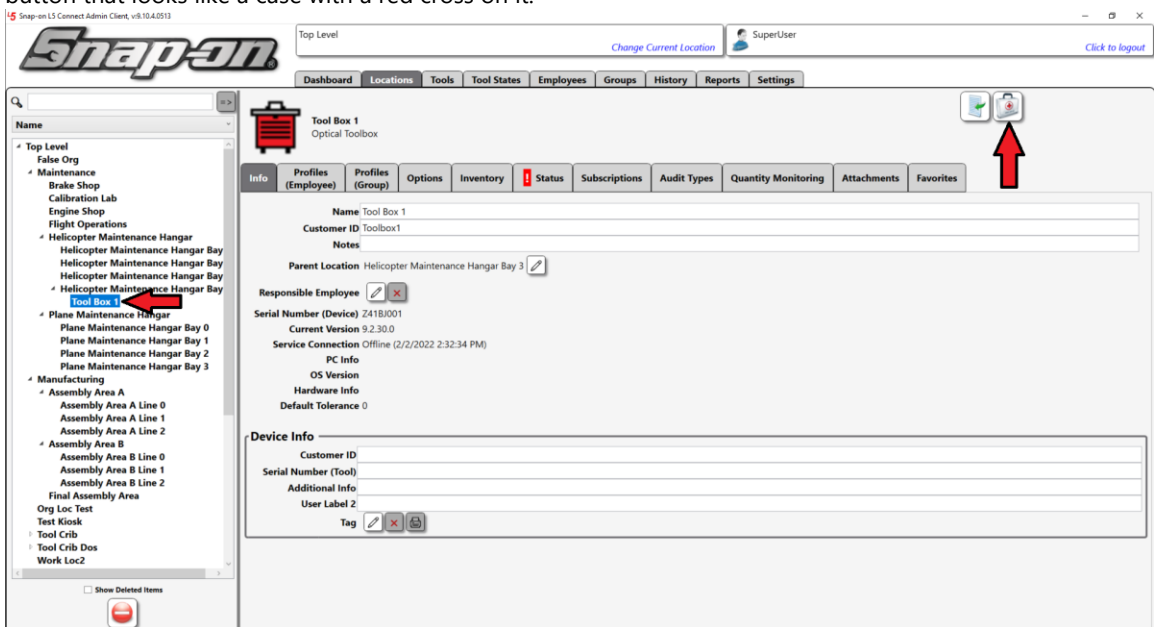 button that looks like a case with a red cross on it.
L5 Snap-on L5 Connect Admin Client, v:9.10.4.0513
Snap-on
Top Level
Change Current Location
SuperUser
Click to logout
Dashboard Locations Tools Tool States Employees Groups History Reports Settings
=>
Name
Top Level
False Org
Maintenance
Brake Shop
Calibration Lab
Engine Shop
Flight Operations
Helicopter Maintenance Hangar
Helicopter Maintenance Hangar Bay
Helicopter Maintenance Hangar Bay
Helicopter Maintenance Hangar Bay
Helicopter Maintenance Hangar Bay
Tool Box 1
Plane Maintenance Hangar
Plane Maintenance Hangar Bay 0
Plane Maintenance Hangar Bay 1
Plane Maintenance Hangar Bay 2
Plane Maintenance Hangar Bay 3
Manufacturing
Assembly Area A
Assembly Area A Line 0
Assembly Area A Line 1
Assembly Area A Line 2
Assembly Area B
Assembly Area B Line 0
Assembly Area B Line 1
Assembly Area B Line 2
Final Assembly Area
Org Loc Test
Test Kiosk
Tool Crib
Tool Crib Dos
Work Loc2
Show Deleted Items
Tool Box 1
Optical Toolbox
Info Profiles (Employee) Profiles (Group) Options Inventory ! Status Subscriptions Audit Types Quantity Monitoring Attachments Favorites
Name Tool Box 1
Customer ID Toolbox1
Notes
Parent Location Helicopter Maintenance Hangar Bay 3
Responsible Employee
Serial Number (Device) Z41BJ001
Current Version 9.2.30.0
Service Connection Offline (2/2/2022 2:32:34 PM)
PC Info
OS Version
Hardware Info
Default Tolerance 0
Device Info
Customer ID
Serial Number (Tool)
Additional Info
User Label 2
Tag